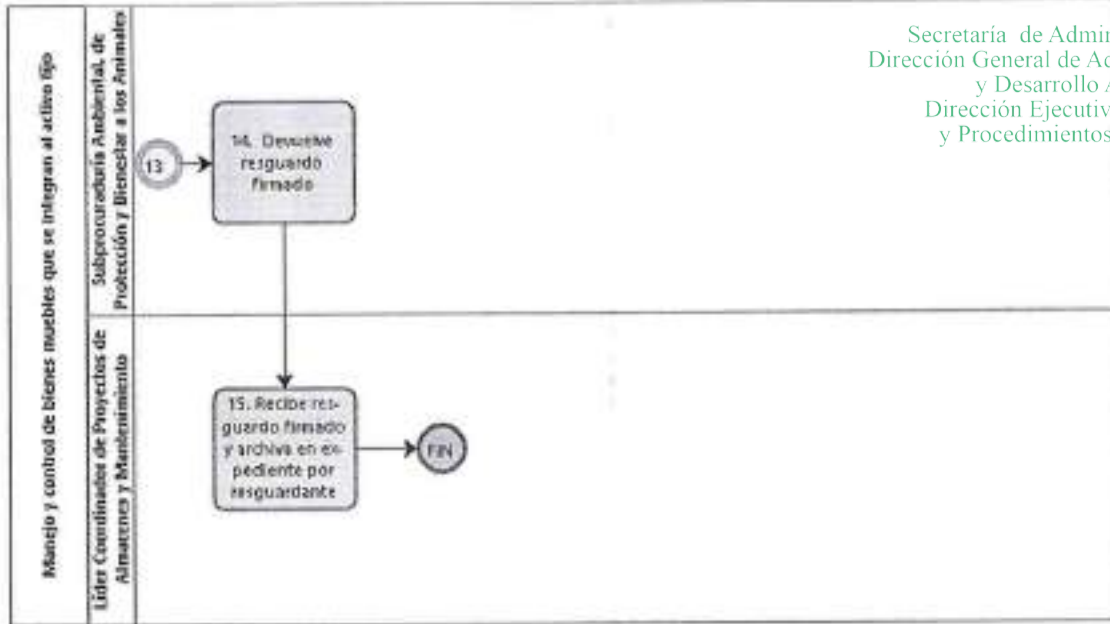 Secretaría de Admin
Dirección General de Ad
y Desarrollo A
Dirección Ejecutiv
y Procedimientos
Manejo y control de bienes muebles que se integran al activo fijo
Subprocuraduría Ambiental, de
Protección y Bienestar a los Animales
13
14. Devuelve
resguardo
firmado
Líder Coordinador de Proyectos de
Almacenes y Mantenimiento
15. Recibe res-
guardo firmado
y archiva en ex-
pediente por
resguardante
FIN